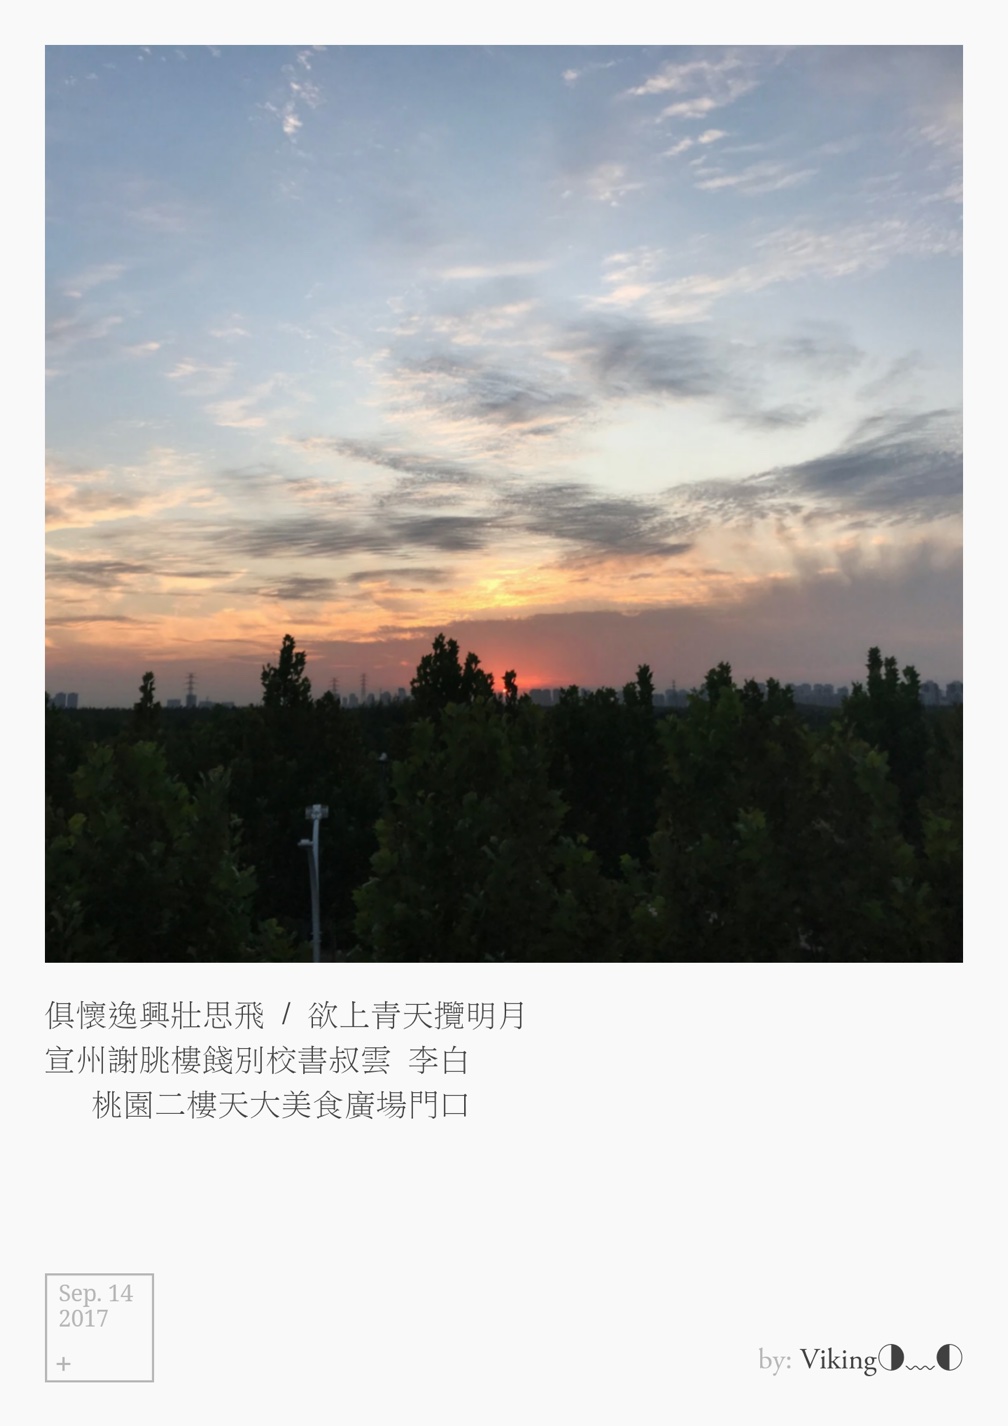 俱懷逸興壯思飛 / 欲上青天攬明月
宣州謝朓樓餞別校書叔雲 李白
桃園二樓天大美食廣場門口
Sep. 14
2017
+
by: Viking◑﹏◐